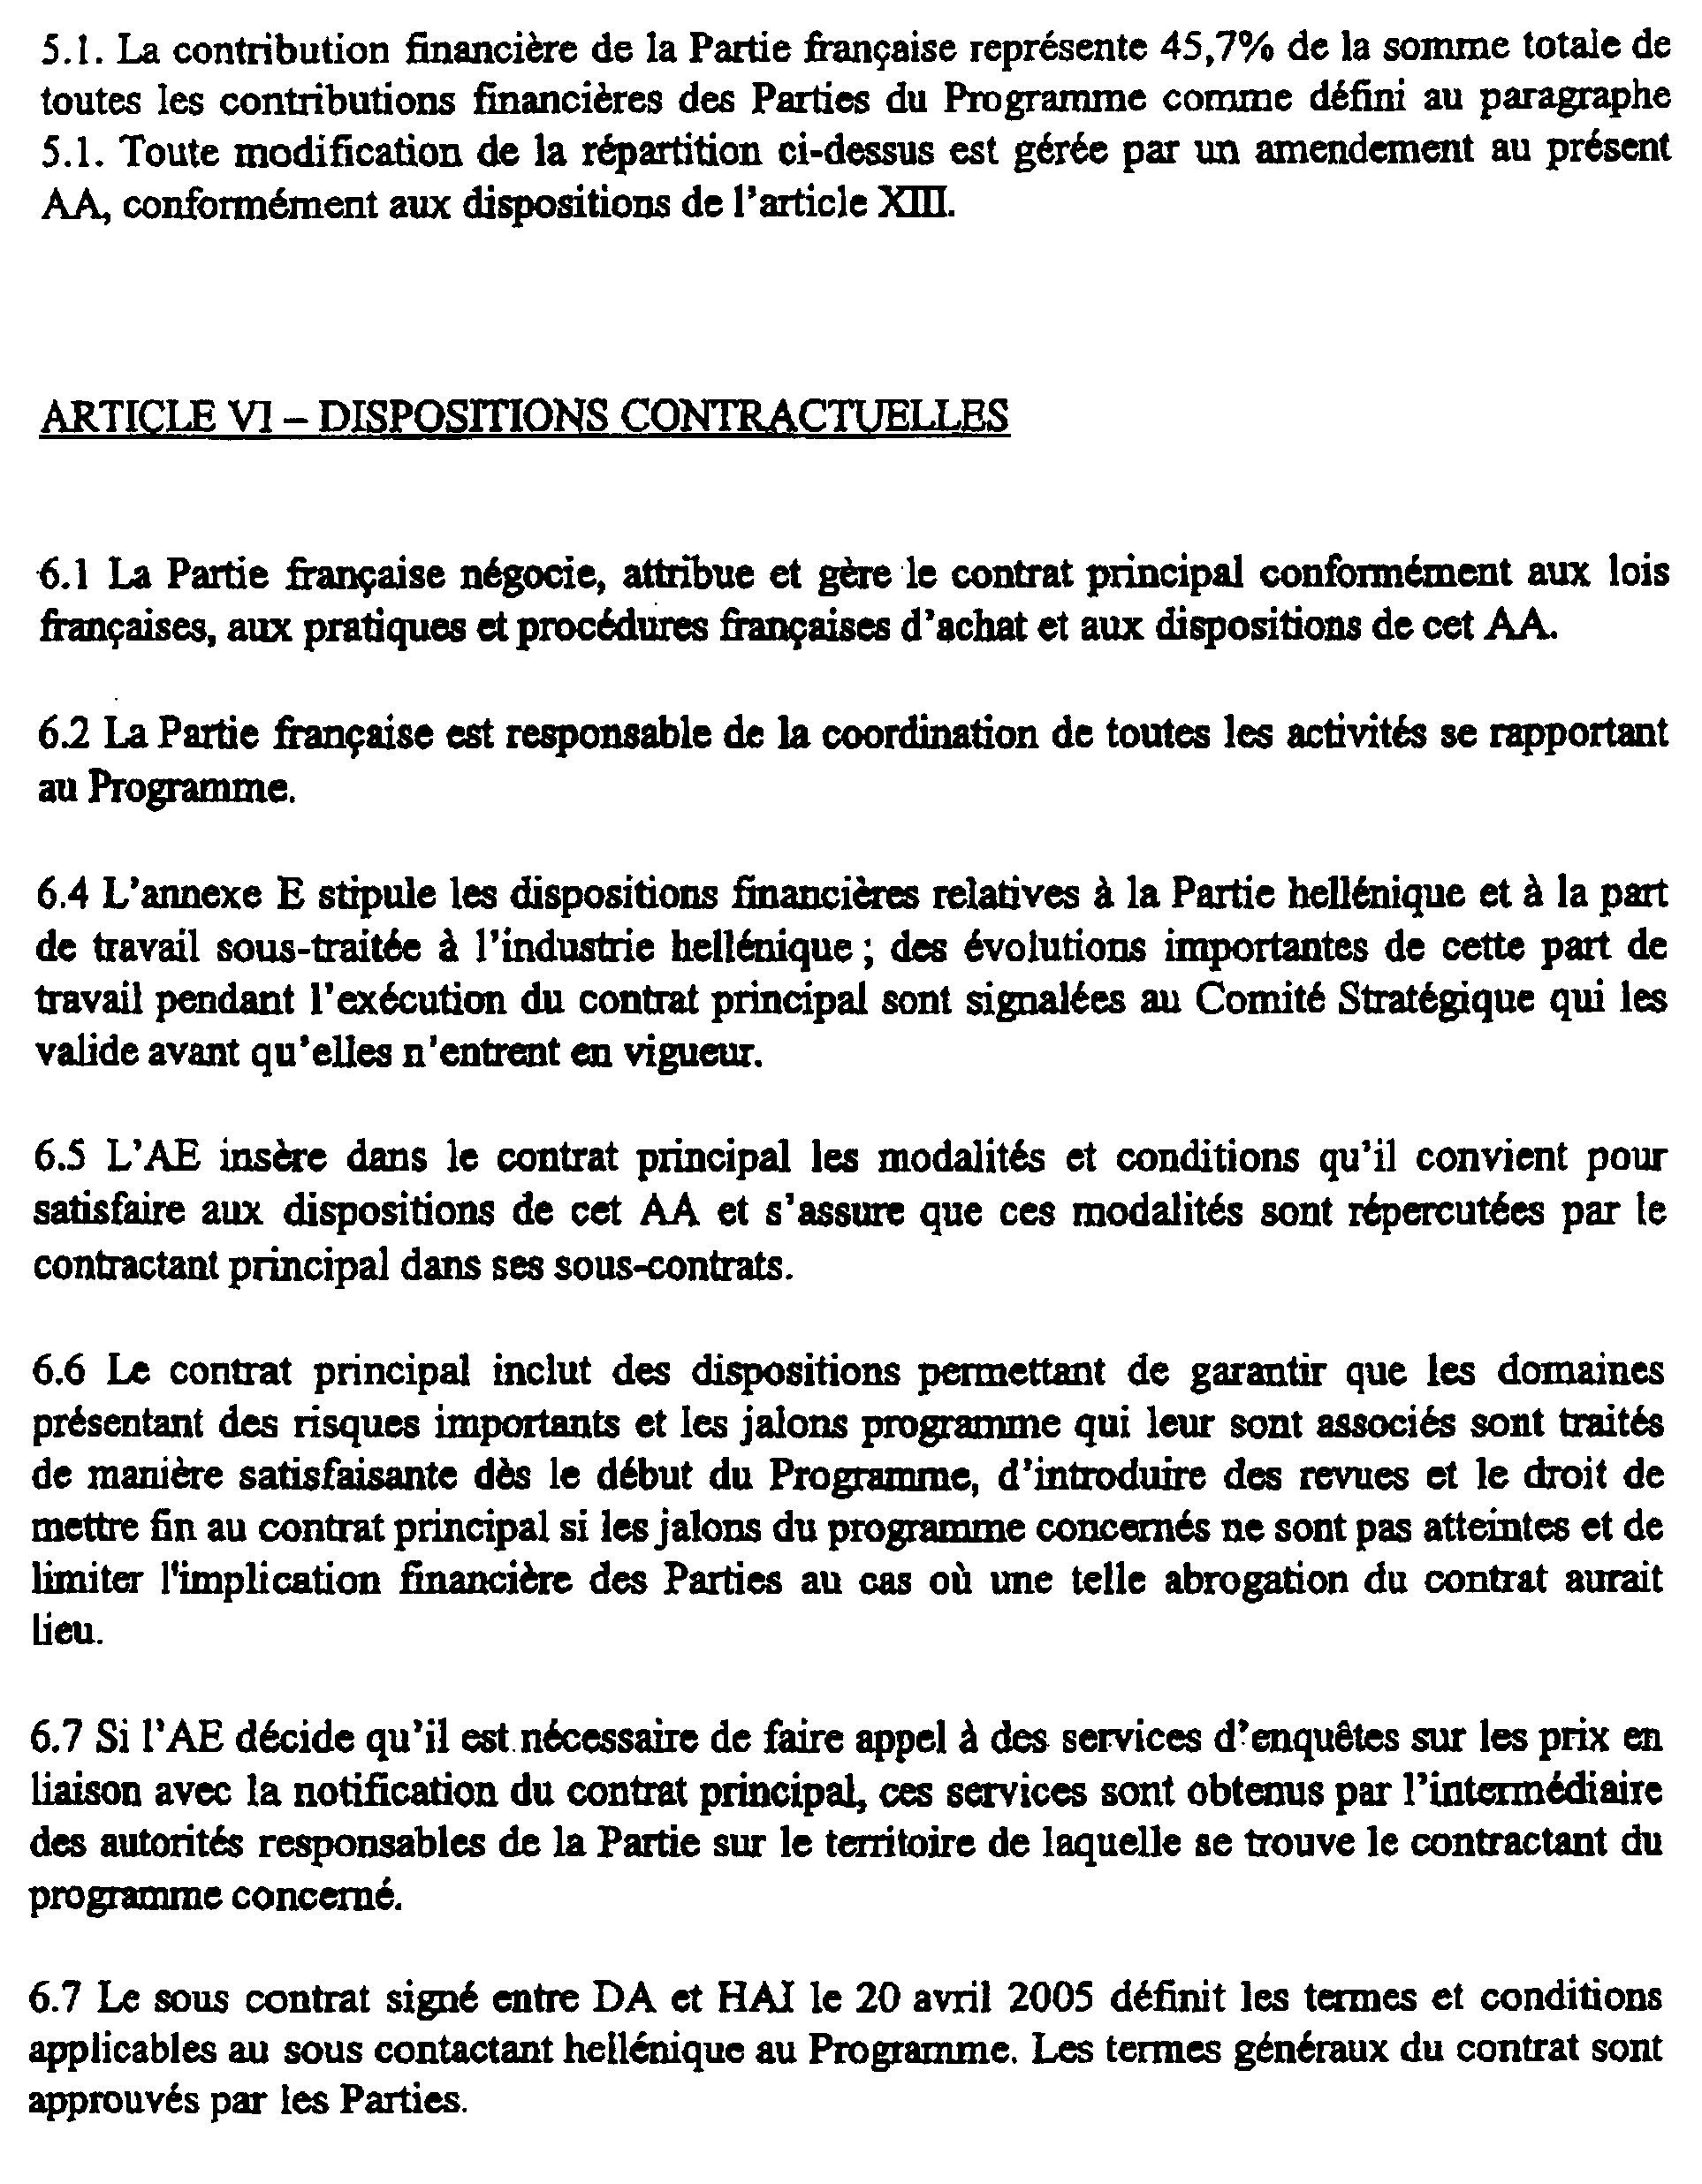 5.1. La contribution financière de la Partie française représente 45,7% de la somme totale de
toutes les contributions financières des Parties du Programme comme défini au paragraphe
5.1. Toute modification de la répartition ci-dessus est gérée par un amendement au présent
AA, conformément aux dispositions de l'article XIII.
ARTICLE VI – DISPOSITIONS CONTRACTUELLES
6.1 La Partie française négocie, attribue et gère le contrat principal conformément aux lois
françaises, aux pratiques et procédures françaises d'achat et aux dispositions de cet AA.
6.2 La Partie française est responsable de la coordination de toutes les activités se rapportant
au Programme.
6.4 L'annexe E stipule les dispositions financières relatives à la Partie hellénique et à la part
de travail sous-traitée à l'industrie hellénique ; des évolutions importantes de cette part de
travail pendant l'exécution du contrat principal sont signalées au Comité Stratégique qui les
valide avant qu'elles n'entrent en vigueur.
6.5 L'AE insère dans le contrat principal les modalités et conditions qu'il convient pour
satisfaire aux dispositions de cet AA et s'assure que ces modalités sont répercutées par le
contractant principal dans ses sous-contrats.
6.6 Le contrat principal inclut des dispositions permettant de garantir que les domaines
présentant des risques importants et les jalons programme qui leur sont associés sont traités
de manière satisfaisante dès le début du Programme, d'introduire des revues et le droit de
mettre fin au contrat principal si les jalons du programme concernés ne sont pas atteintes et de
limiter l'implication financière des Parties au cas où une telle abrogation du contrat aurait
lieu.
6.7 Si l'AE décide qu'il est nécessaire de faire appel à des services d'enquêtes sur les prix en
liaison avec la notification du contrat principal, ces services sont obtenus par l'intermédiaire
des autorités responsables de la Partie sur le territoire de laquelle se trouve le contractant du
programme concerné.
6.7 Le sous contrat signé entre DA et HAI le 20 avril 2005 définit les termes et conditions
applicables au sous contactant hellénique au Programme. Les termes généraux du contrat sont
approuvés par les Parties.